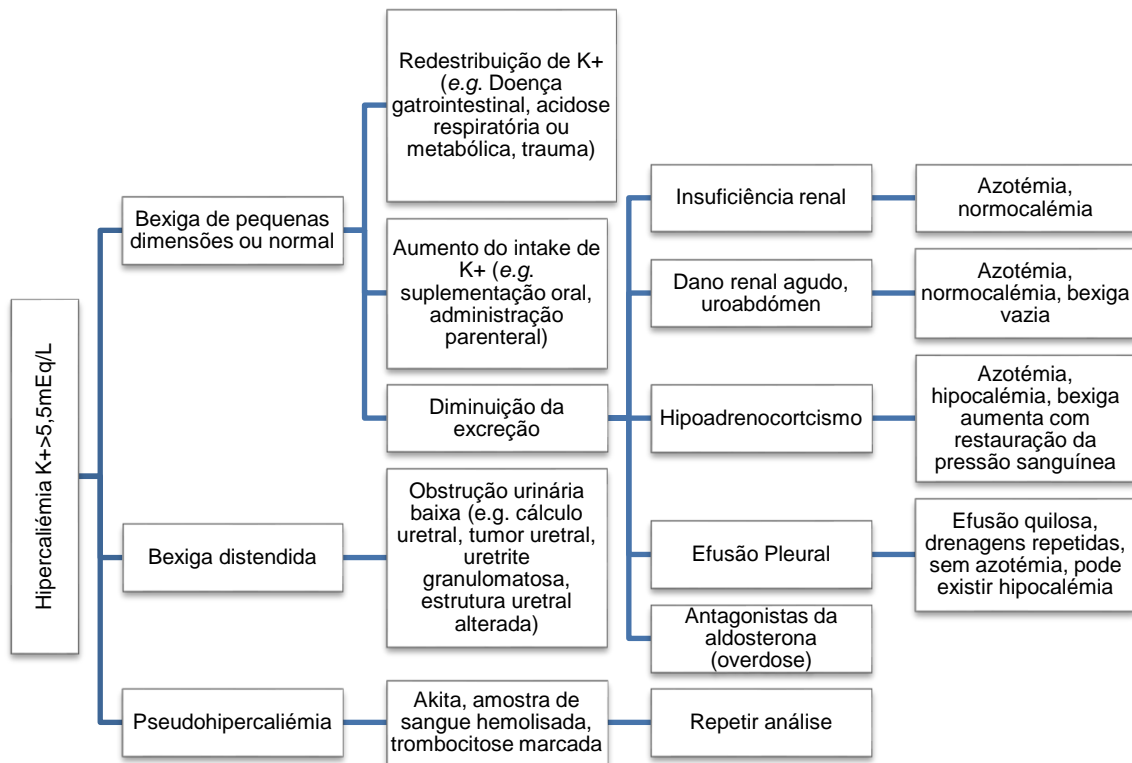 Hipercaliémia K+>5,5mEq/L
Bexiga de pequenas
dimensões ou normal
Redestribuição de K+
(e.g. Doença
gatrointestinal, acidose
respiratória ou
metabólica, trauma)
Aumento do intake de
K+ (e.g.
suplementação oral,
administração
parenteral)
Diminuição da
excreção
Insuficiência renal
Azotémia,
normocalémia
Dano renal agudo,
uroabdómen
Azotémia,
normocalémia, bexiga
vazia
Hipoadrenocortcismo
Azotémia,
hipocalémia, bexiga
aumenta com
restauração da
pressão sanguínea
Efusão Pleural
Efusão quilosa,
drenagens repetidas,
sem azotémia, pode
existir hipocalémia
Antagonistas da
aldosterona
(overdose)
Bexiga distendida
Obstrução urinária
baixa (e.g. cálculo
uretral, tumor uretral,
uretrite
granulomatosa,
estrutura uretral
alterada)
Pseudohipercaliémia
Akita, amostra de
sangue hemolisada,
trombocitose marcada
Repetir análise